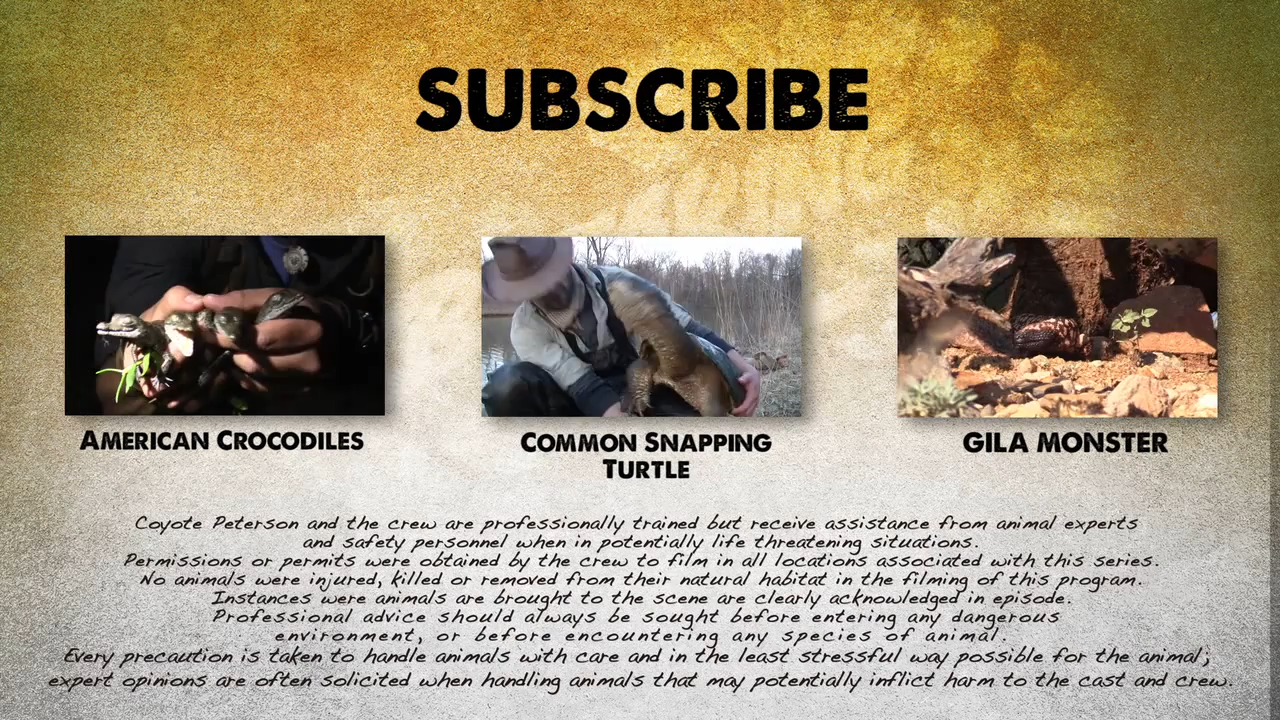 SUBSCRIBE
AMERICAN CROCODILES
COMMON SNAPPING
TURTLE
GILA MONSTER
Coyote Peterson and the crew are professionally trained but receive assistance from animal experts
and safety personnel when in potentially life threatening situations.
Permissions or permits were obtained by the crew to film in all locations associated with this series.
No animals were injured, killed or removed from their natural habitat in the filming of this program.
Instances were animals are brought to the scene are clearly acknowledged in episode.
Professional advice should always be sought before entering any dangerous
environment, or before encountering any species of animal.
Every precaution is taken to handle animals with care and in the least stressful way possible for the animal;
expert opinions are often solicited when handling animals that may potentially inflict harm to the cast and crew.